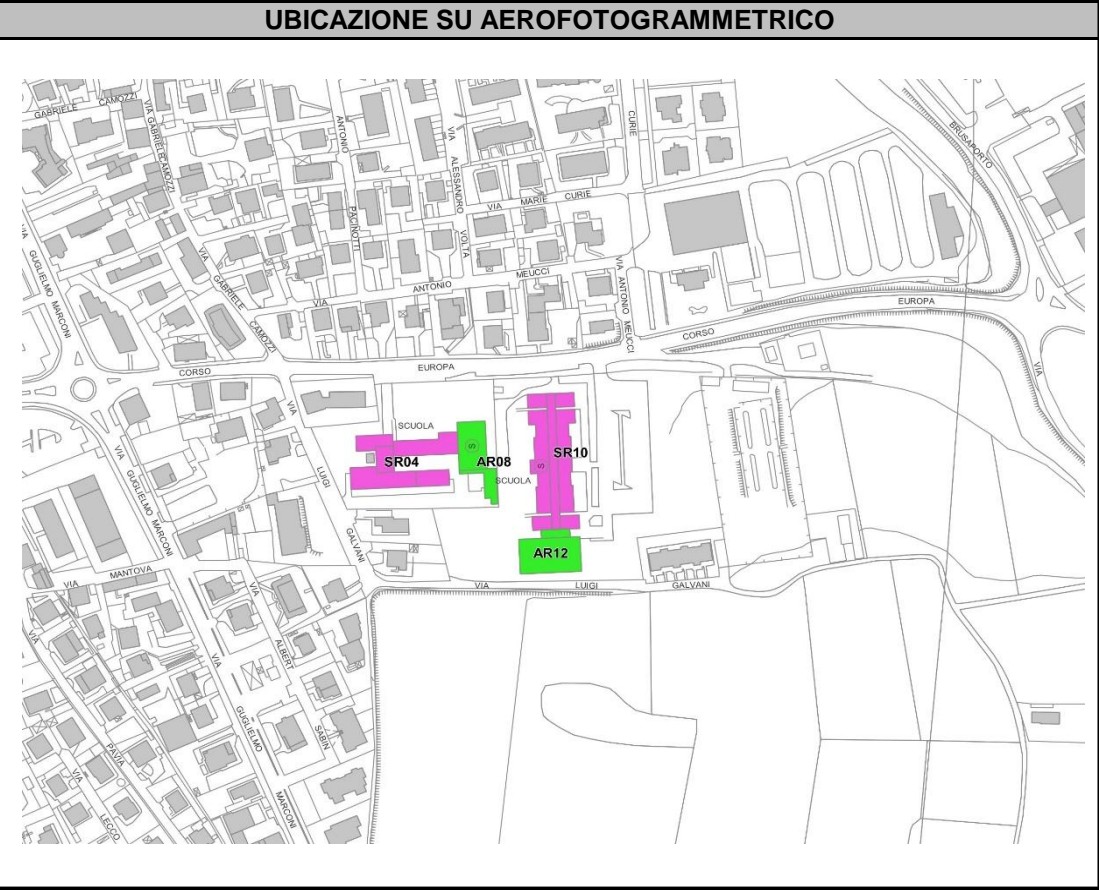 UBICAZIONE SU AEROFOTOGRAMMETRICO
GABRIELE CAMOZZI
VIA GABRIELE CAMOZZI
ANTONIO PACINOTTI
VIA ALESSANDRO VOLTA
CURIE
BRUSAPORTO
VIA MARIE CURIE
VIA GUGLIELMO MARCONI
VIA GABRIELE CAMOZZI
VIA ANTONIO MEUCCI
VIA ANTONIO MEUCCI
CORSO EUROPA
CORSO EUROPA
VIA
SCUOLA
SR04
S
AR08
SCUOLA
SR10
S
AR12
VIA LUIGI GALVANI
VIA LUIGI GALVANI
VIA GUGLIELMO MARCONI
VIA MANTOVA
VIA ALBERT SABIN
VIA GUGLIELMO MARCONI
VIA PAVIA
VIA LECCO